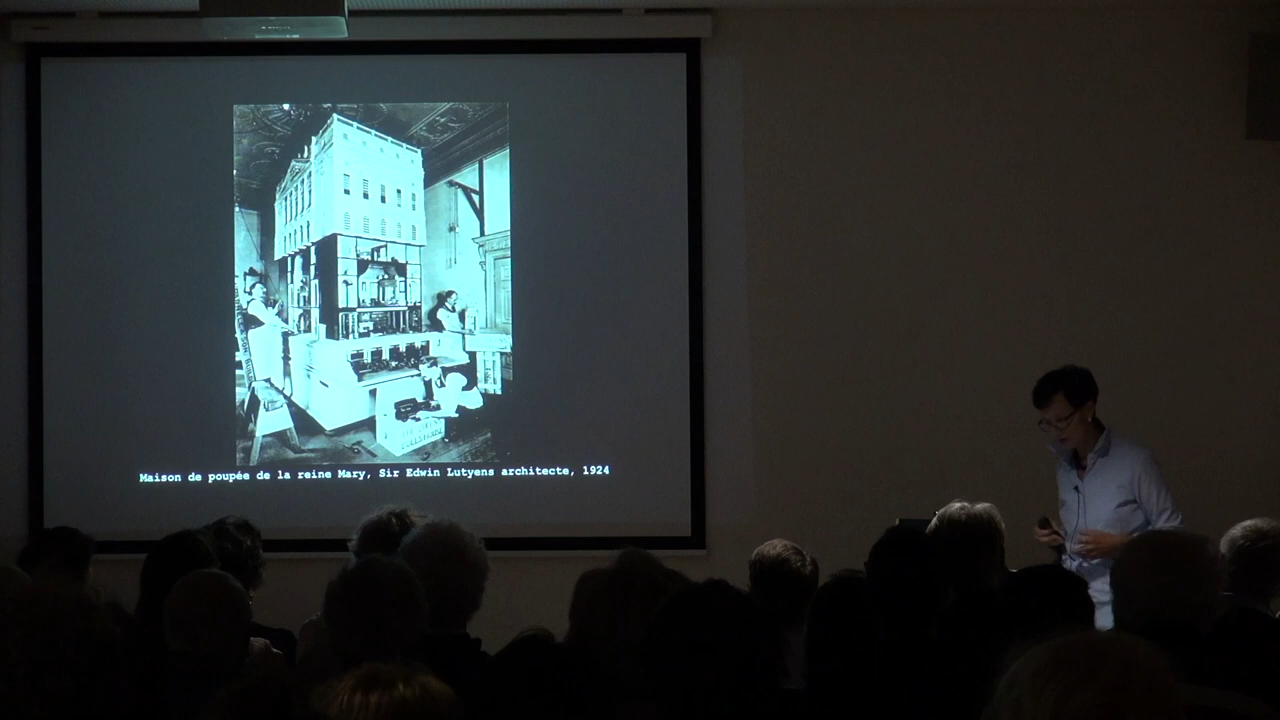 Maison de poupée de la reine Mary, Sir Edwin Lutyens architecte, 1924